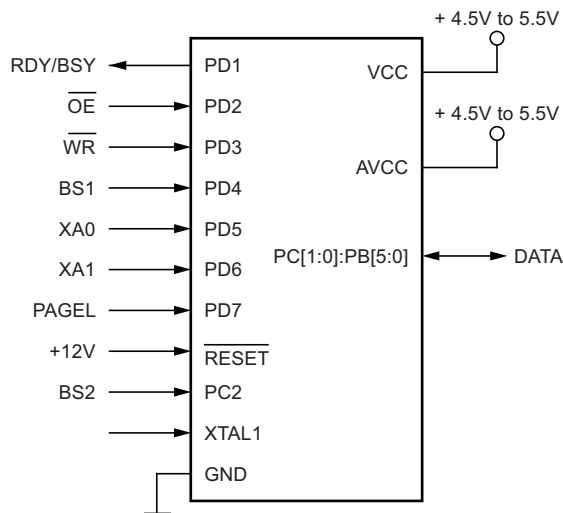 + 4.5V to 5.5V
RDY/BSY PD1 VCC
OE PD2 + 4.5V to 5.5V
WR PD3
BS1 PD4 AVCC
XA0 PD5
PC[1:0]:PB[5:0] DATA
XA1 PD6
PAGEL PD7
+12V RESET
BS2 PC2
XTAL1
GND